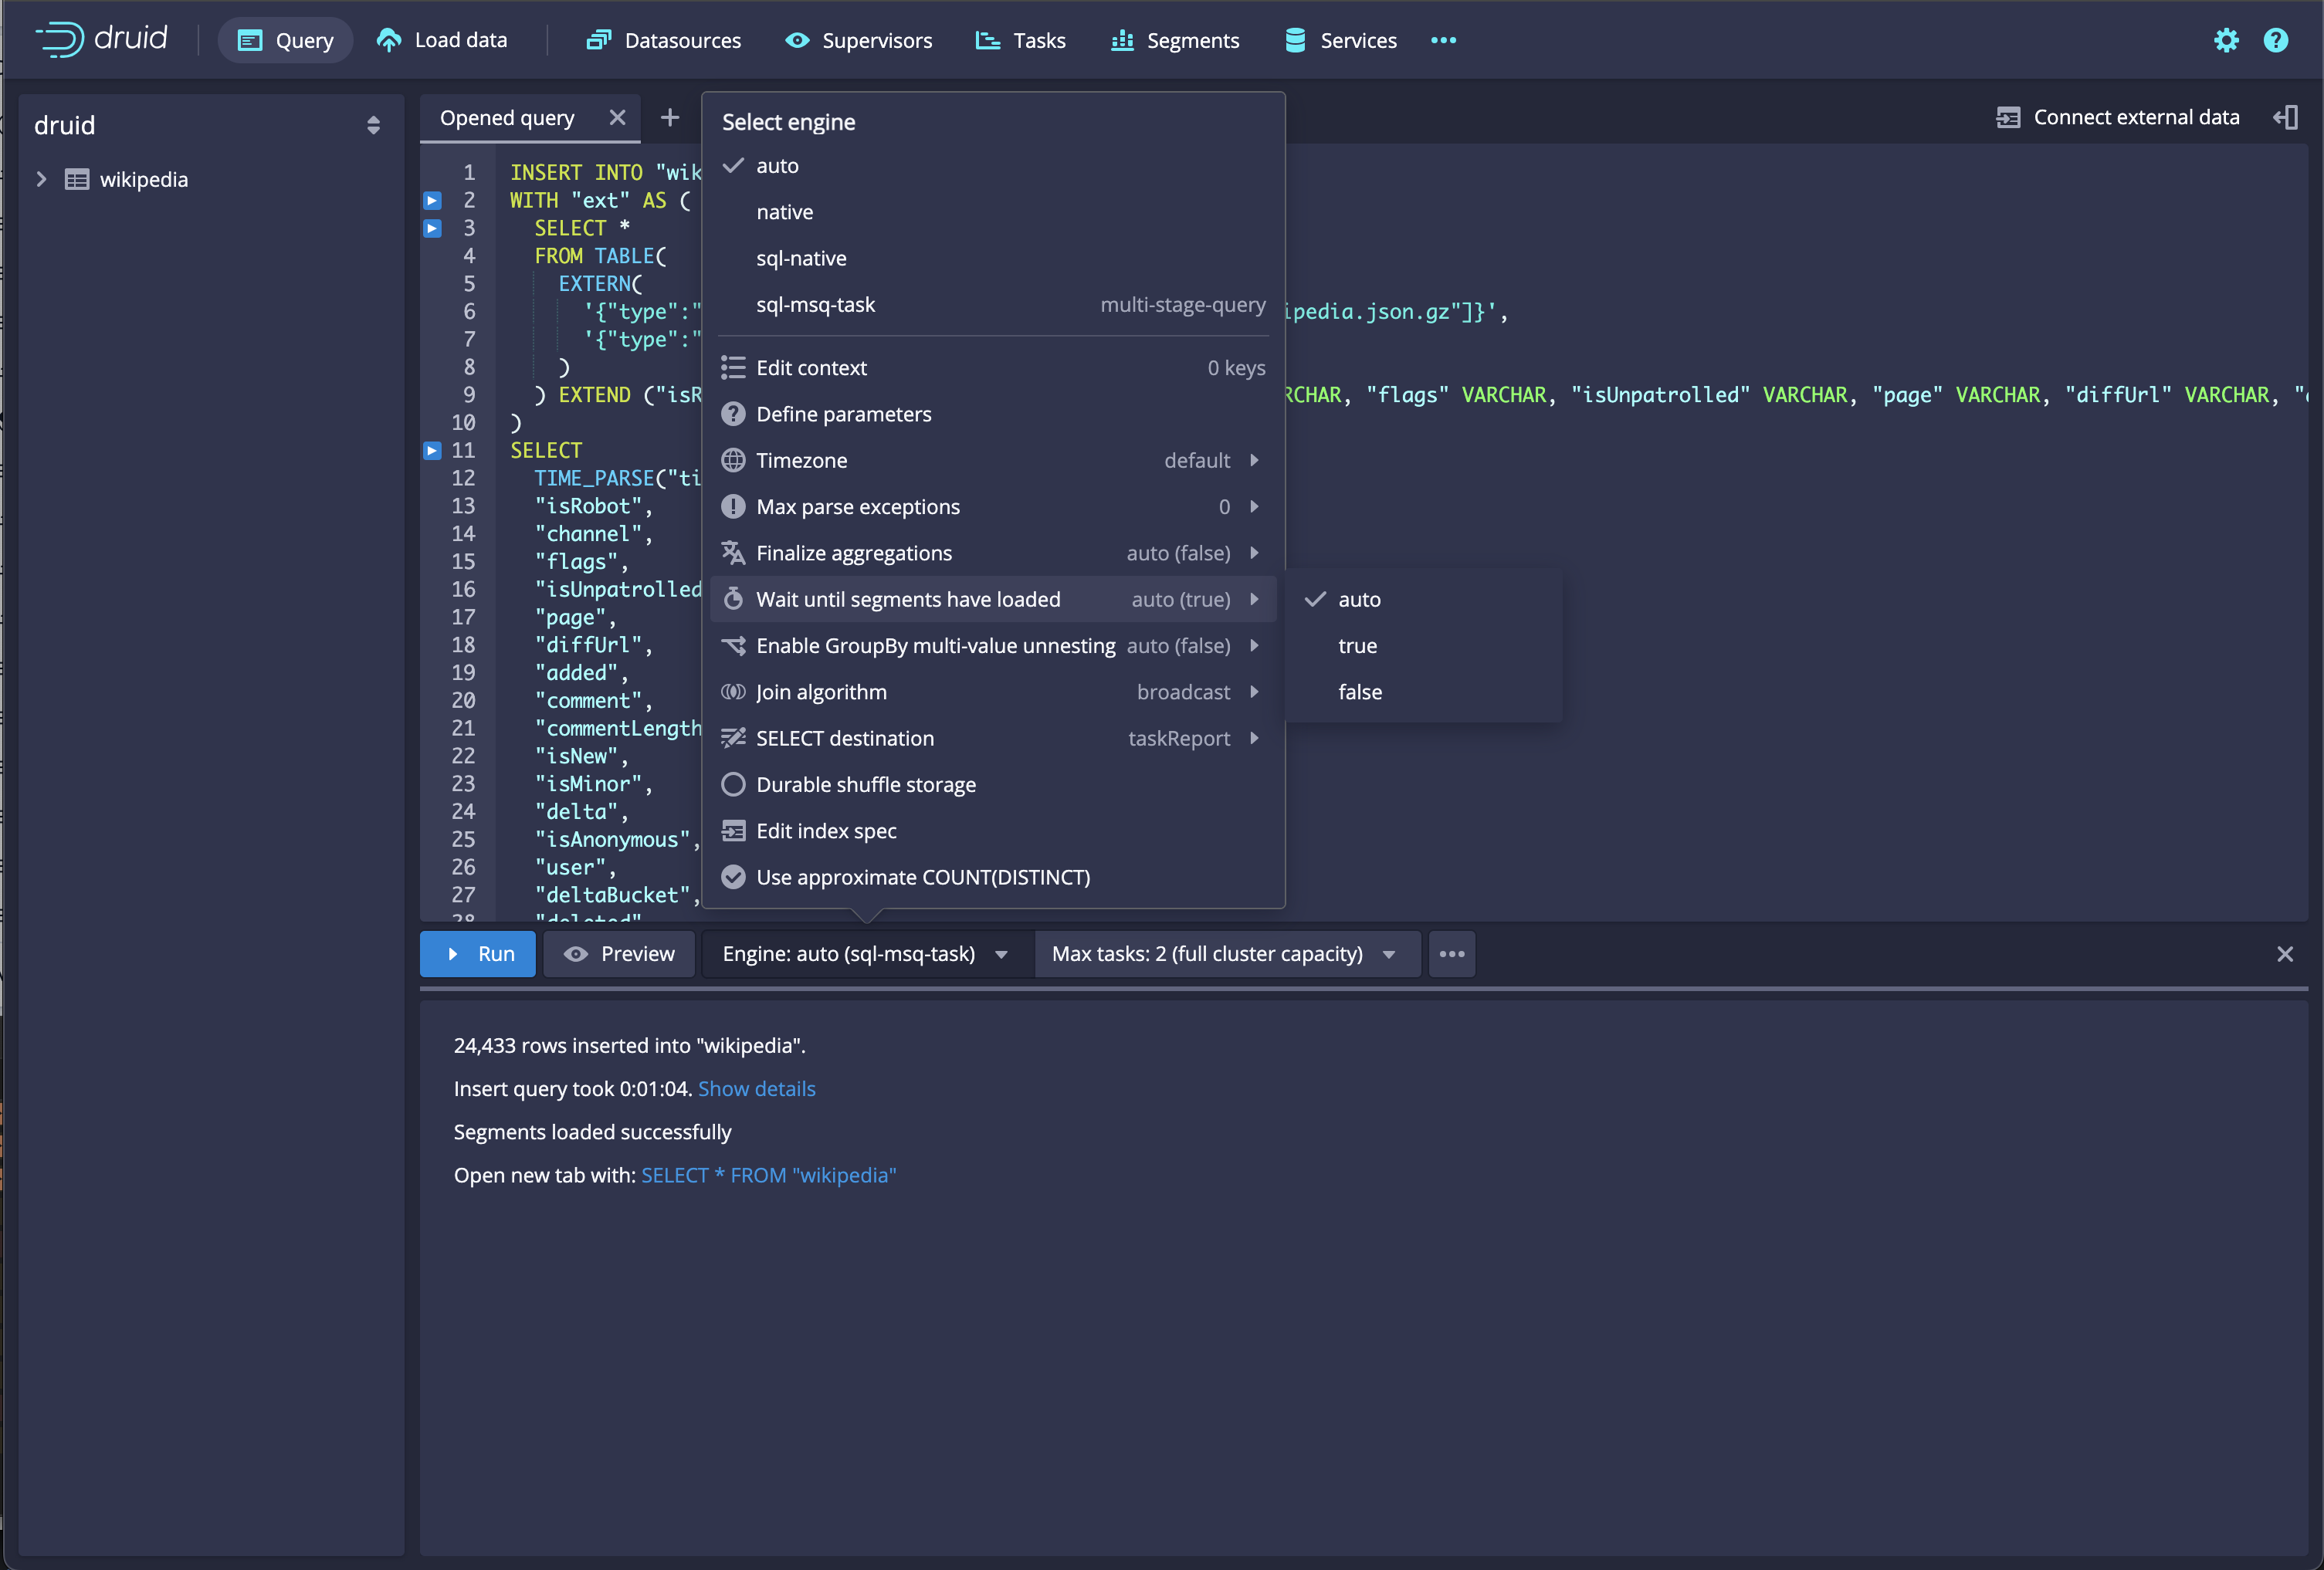 druid
Query
Load data
Datasources
Supervisors
Tasks
Segments
Services
druid
wikipedia
Opened query
Connect external data
1 INSERT INTO "wik
2 WITH "ext" AS (
3 SELECT *
4 FROM TABLE(
5 EXTERN(
6 '{"type":" ipedia.json.gz"]}',
7 '{"type":"
8 )
9 ) EXTEND ("isR RCHAR, "flags" VARCHAR, "isUnpatrolled" VARCHAR, "page" VARCHAR, "diffUrl" VARCHAR, "
10 )
11 SELECT
12 TIME_PARSE("ti
13 "isRobot",
14 "channel",
15 "flags",
16 "isUnpatrolled
17 "page",
18 "diffUrl",
19 "added",
20 "comment",
21 "commentLength
22 "isNew",
23 "isMinor",
24 "delta",
25 "isAnonymous",
26 "user",
27 "deltaBucket",
28 "deleted"
Select engine
auto
native
sql-native
sql-msq-task multi-stage-query
Edit context 0 keys
Define parameters
Timezone default
Max parse exceptions 0
Finalize aggregations auto (false)
Wait until segments have loaded auto (true)
Enable GroupBy multi-value unnesting auto (false)
Join algorithm broadcast
SELECT destination taskReport
Durable shuffle storage
Edit index spec
Use approximate COUNT(DISTINCT)
auto
true
false
Run
Preview
Engine: auto (sql-msq-task)
Max tasks: 2 (full cluster capacity)
24,433 rows inserted into "wikipedia".
Insert query took 0:01:04. Show details
Segments loaded successfully
Open new tab with: SELECT * FROM "wikipedia"